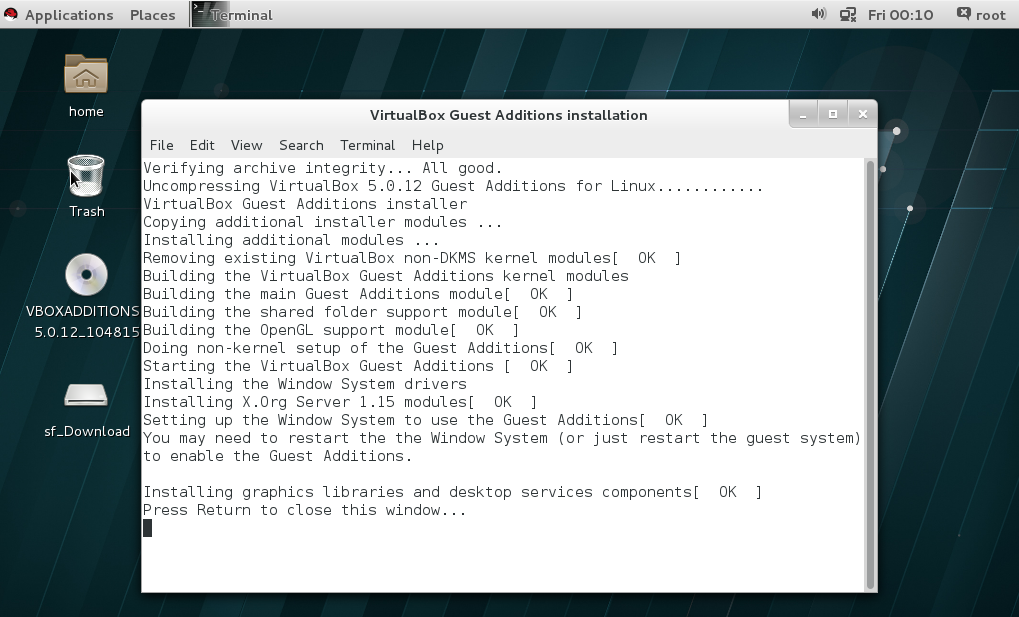 Applications Places Terminal Fri 00:10 root
home
Trash
VBOXADDITIONS
5.0.12_104815
sf_Download
VirtualBox Guest Additions installation
File Edit View Search Terminal Help
Verifying archive integrity... All good.
Uncompressing VirtualBox 5.0.12 Guest Additions for Linux............
VirtualBox Guest Additions installer
Copying additional installer modules ...
Installing additional modules ...
Removing existing VirtualBox non-DKMS kernel modules[  OK  ]
Building the VirtualBox Guest Additions kernel modules
Building the main Guest Additions module[  OK  ]
Building the shared folder support module[  OK  ]
Building the OpenGL support module[  OK  ]
Doing non-kernel setup of the Guest Additions[  OK  ]
Starting the VirtualBox Guest Additions [  OK  ]
Installing the Window System drivers
Installing X.Org Server 1.15 modules[  OK  ]
Setting up the Window System to use the Guest Additions[  OK  ]
You may need to restart the the Window System (or just restart the guest system)
to enable the Guest Additions.
Installing graphics libraries and desktop services components[  OK  ]
Press Return to close this window...